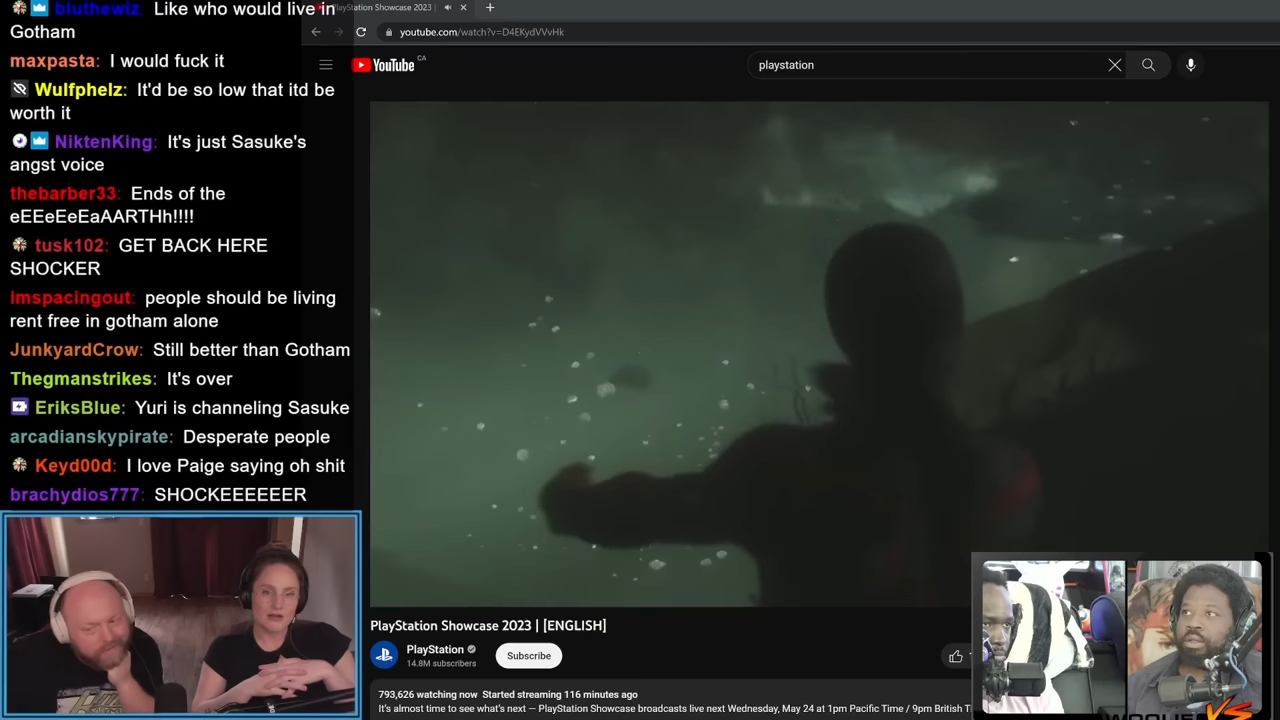 bluthewlz: Like who would live in
Gotham
maxpasta: I would fuck it
Wulfphelz: It'd be so low that itd be
worth it
NiktenKing: It's just Sasuke's
angst voice
thebarber33: Ends of the
eEEeEeEaAARTHh!!!!
tusk102: GET BACK HERE
SHOCKER
Imspacingout: people should be living
rent free in gotham alone
JunkyardCrow: Still better than Gotham
Thegmanstrikes: It's over
EriksBlue: Yuri is channeling Sasuke
arcadianskypirate: Desperate people
Keyd00d: I love Paige saying oh shit
brachydios777: SHOCKEEEEEER
PlayStation Showcase 2023 |
youtube.com/watch?v=D4EKydVVvHk
YouTube CA
playstation
PlayStation Showcase 2023 | [ENGLISH]
PlayStation
14.8M subscribers
Subscribe
793,626 watching now Started streaming 116 minutes ago
It's almost time to see what's next — PlayStation Showcase broadcasts live next Wednesday, May 24 at 1pm Pacific Time / 9pm British T
VS